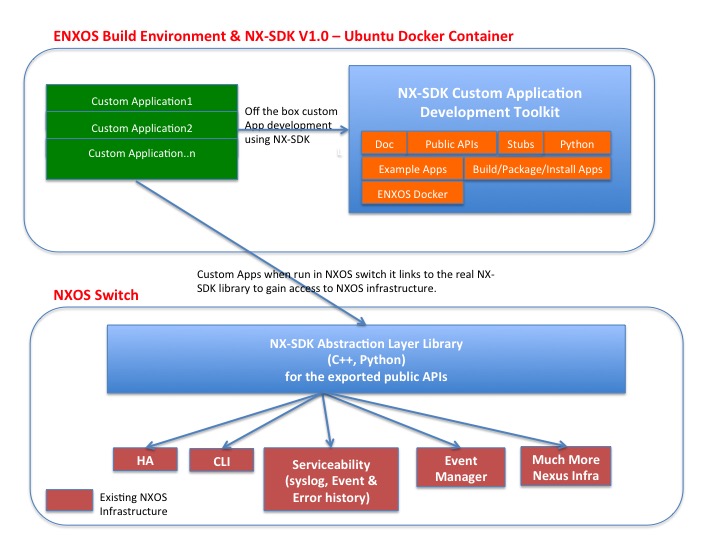 ENXOS Build Environment & NX-SDK V1.0 – Ubuntu Docker Container
Custom Application1
Custom Application2
Custom Application..n
Off the box custom
App development
using NX-SDK
NX-SDK Custom Application
Development Toolkit
Doc
Public APIs
Stubs
Python
Example Apps
Build/Package/Install Apps
ENXOS Docker
Custom Apps when run in NXOS switch it links to the real NX-
SDK library to gain access to NXOS infrastructure.
NXOS Switch
NX-SDK Abstraction Layer Library
(C++, Python)
for the exported public APIs
HA
CLI
Serviceability
(syslog, Event &
Error history)
Event
Manager
Much More
Nexus Infra
Existing NXOS
Infrastructure